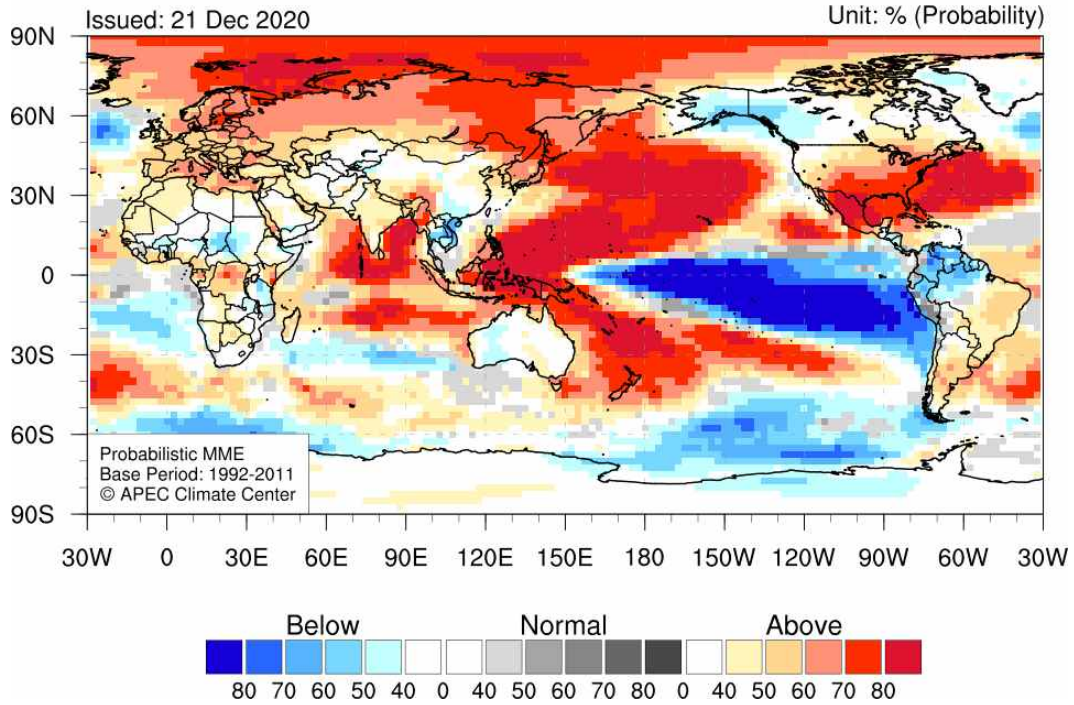 Issued: 21 Dec 2020
Unit: % (Probability)
90N
60N
30N
0
30S
60S
90S
Probabilistic MME
Base Period: 1992-2011
© APEC Climate Center
30W 0 30E 60E 90E 120E 150E 180 150W 120W 90W 60W 30W
Below Normal Above
80 70 60 50 40 0 40 50 60 70 80 0 40 50 60 70 80